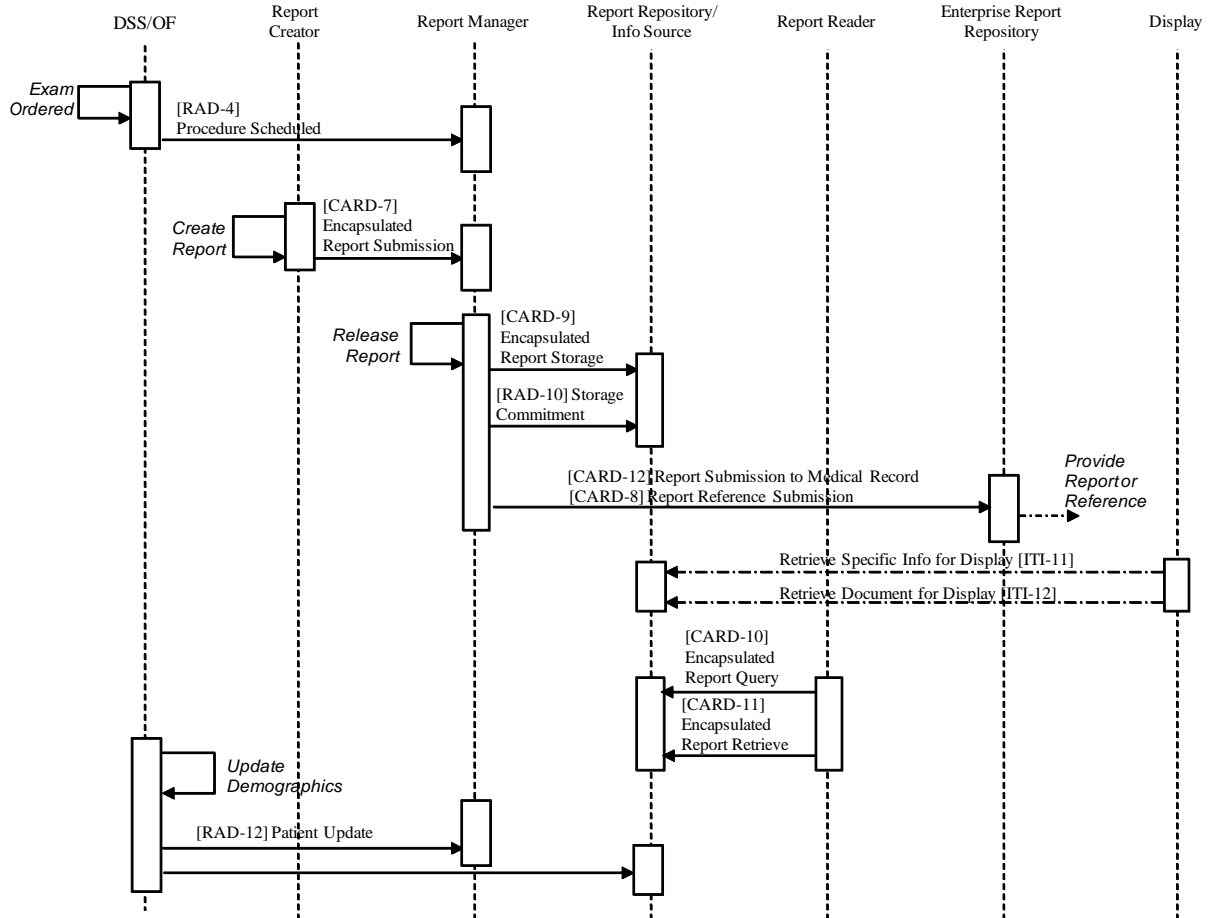 DSS/OF
Report
Creator
Report Manager
Report Repository/
Info Source
Report Reader
Enterprise Report
Repository
Display
Exam
Ordered
[RAD-4]
Procedure Scheduled
Create
Report
[CARD-7]
Encapsulated
Report Submission
Release
Report
[CARD-9]
Encapsulated
Report Storage
[RAD-10] Storage
Commitment
[CARD-12] Report Submission to Medical Record
[CARD-8] Report Reference Submission
Provide
Report or
Reference
Retrieve Specific Info for Display [ITI-11]
Retrieve Document for Display [ITI-12]
[CARD-10]
Encapsulated
Report Query
[CARD-11]
Encapsulated
Report Retrieve
Update
Demographics
[RAD-12] Patient Update